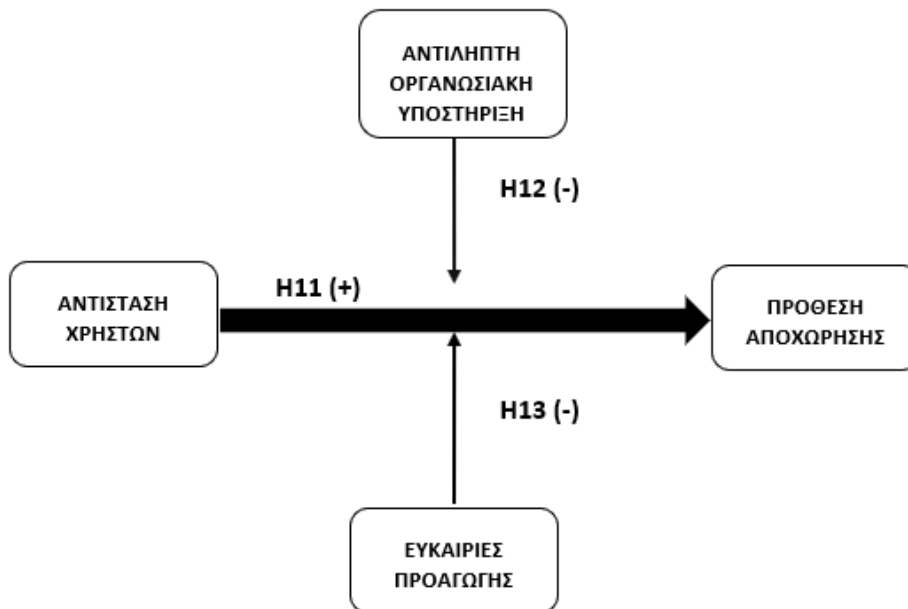 ΑΝΤΙΛΗΠΤΗ
ΟΡΓΑΝΩΣΙΑΚΗ
ΥΠΟΣΤΗΡΙΞΗ
H12 (-)
H11 (+)
ΑΝΤΙΣΤΑΣΗ
ΧΡΗΣΤΩΝ
ΠΡΟΘΕΣΗ
ΑΠΟΧΩΡΗΣΗΣ
H13 (-)
ΕΥΚΑΙΡΙΕΣ
ΠΡΟΑΓΩΓΗΣ